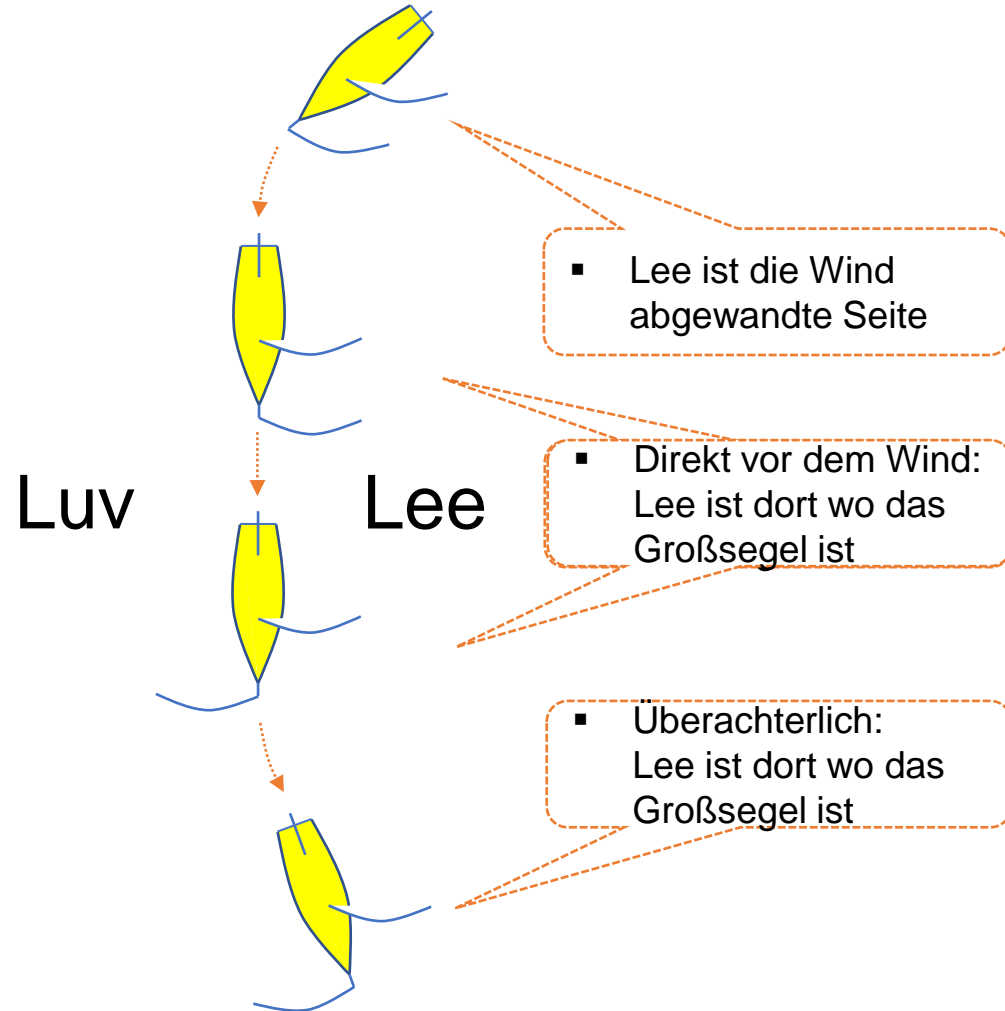 ▪ Lee ist die Wind
abgewandte Seite
Luv
Lee
▪ Direkt vor dem Wind:
Lee ist dort wo das
Großsegel ist
▪ Überachterlich:
Lee ist dort wo das
Großsegel ist